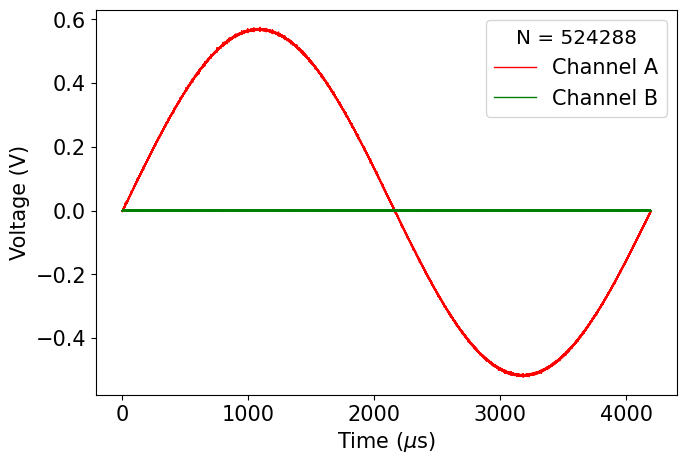 0.6
0.4
0.2
0.0
−0.2
−0.4
Voltage (V)
N = 524288
Channel A
Channel B
0 1000 2000 3000 4000
Time (μs)